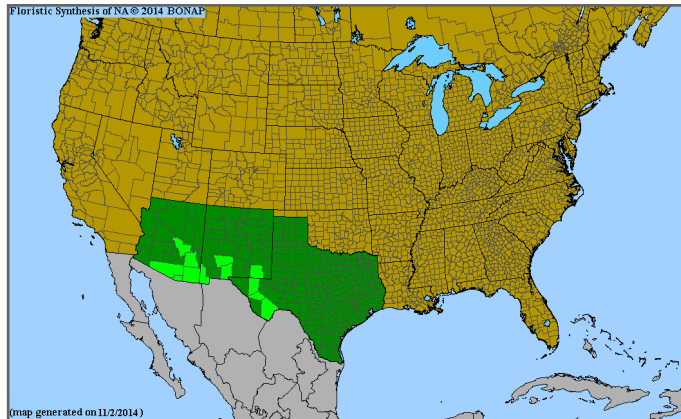 Floristic Synthesis of NA © 2014 BONAP
(map generated on 11/2/2014)